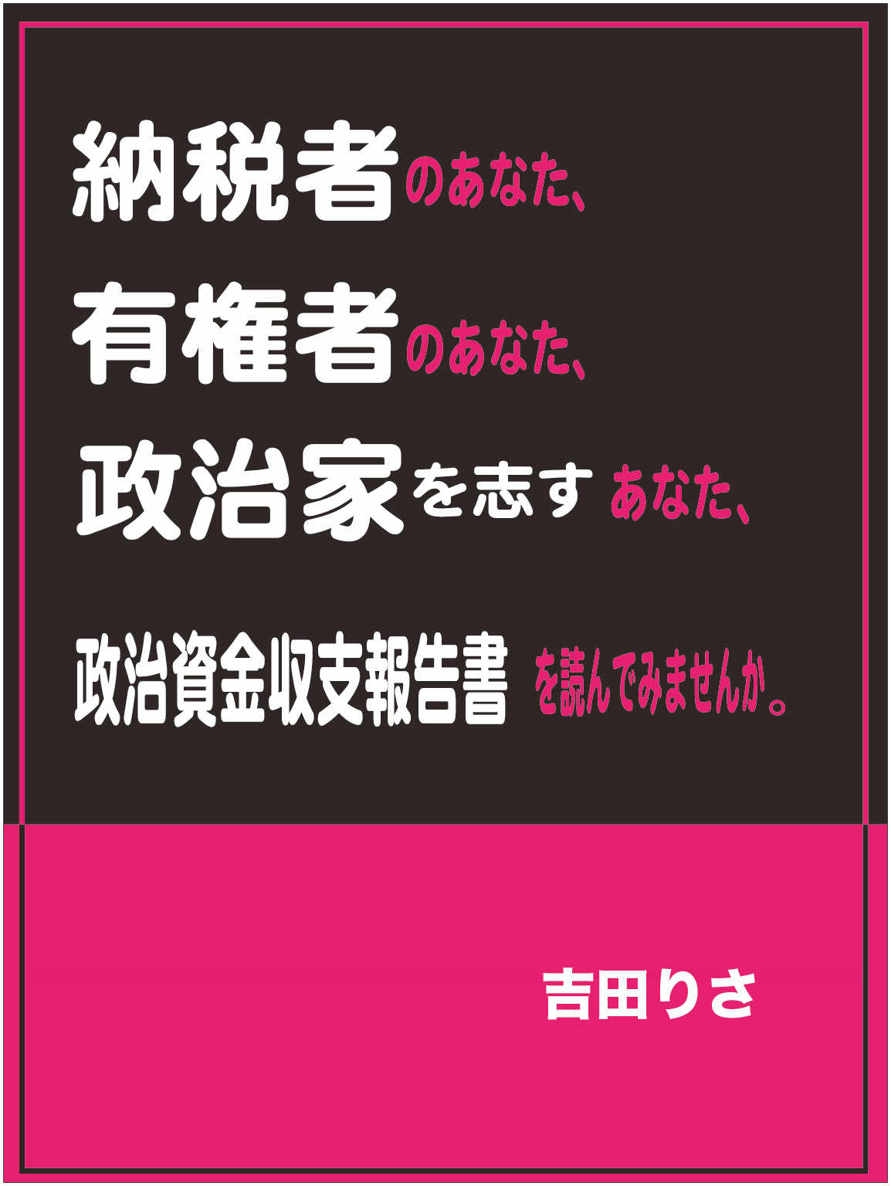 納税者のあなた、
有権者のあなた、
政治家を志すあなた、
政治資金収支報告書を読んでみませんか。
吉田りさ